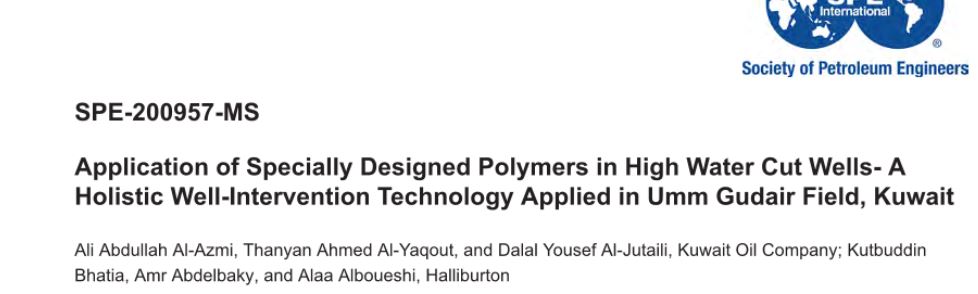 SPE
International
®
Society of Petroleum Engineers
SPE-200957-MS
Application of Specially Designed Polymers in High Water Cut Wells- A
Holistic Well-Intervention Technology Applied in Umm Gudair Field, Kuwait
Ali Abdullah Al-Azmi, Thanyan Ahmed Al-Yaqout, and Dalal Yousef Al-Jutaili, Kuwait Oil Company; Kutbuddin
Bhatia, Amr Abdelbaky, and Alaa Alboueshi, Halliburton